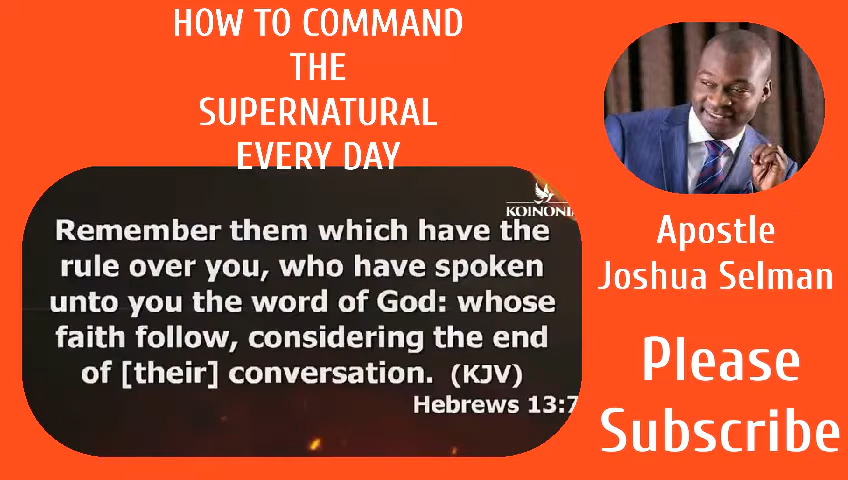 HOW TO COMMAND
THE
SUPERNATURAL
EVERY DAY
KOINONI
Remember them which have the
rule over you, who have spoken
unto you the word of God: whose
faith follow, considering the end
of [their] conversation. (KJV)
Hebrews 13:7
Apostle
Joshua Selman
Please
Subscribe